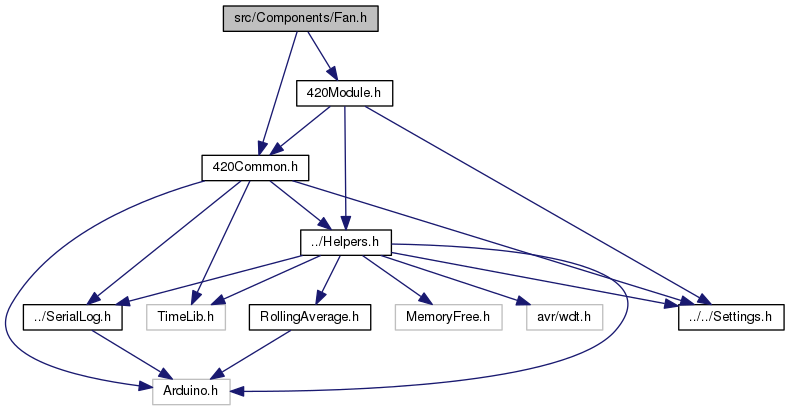 src/Components/Fan.h
420Module.h
420Common.h
../Helpers.h
../SerialLog.h
TimeLib.h
RollingAverage.h
MemoryFree.h
avr/wdt.h
../../Settings.h
Arduino.h